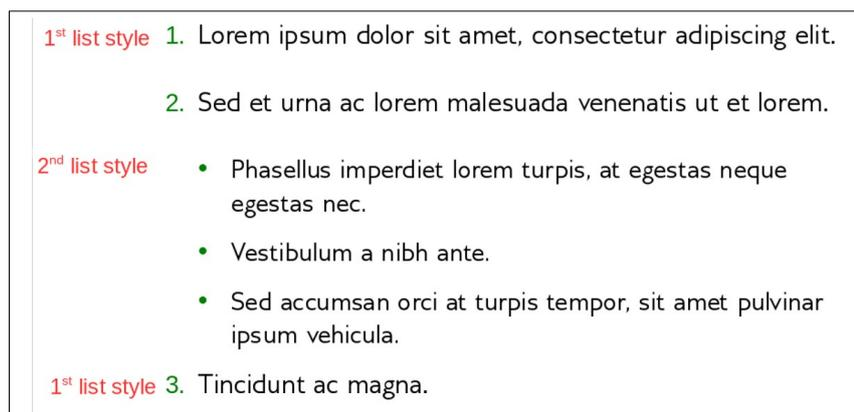 1st list style 1. Lorem ipsum dolor sit amet, consectetur adipiscing elit.
2. Sed et urna ac lorem malesuada venenatis ut et lorem.
2nd list style • Phasellus imperdiet lorem turpis, at egestas neque
egestas nec.
• Vestibulum a nibh ante.
• Sed accumsan orci at turpis tempor, sit amet pulvinar
ipsum vehicula.
1st list style 3. Tincidunt ac magna.